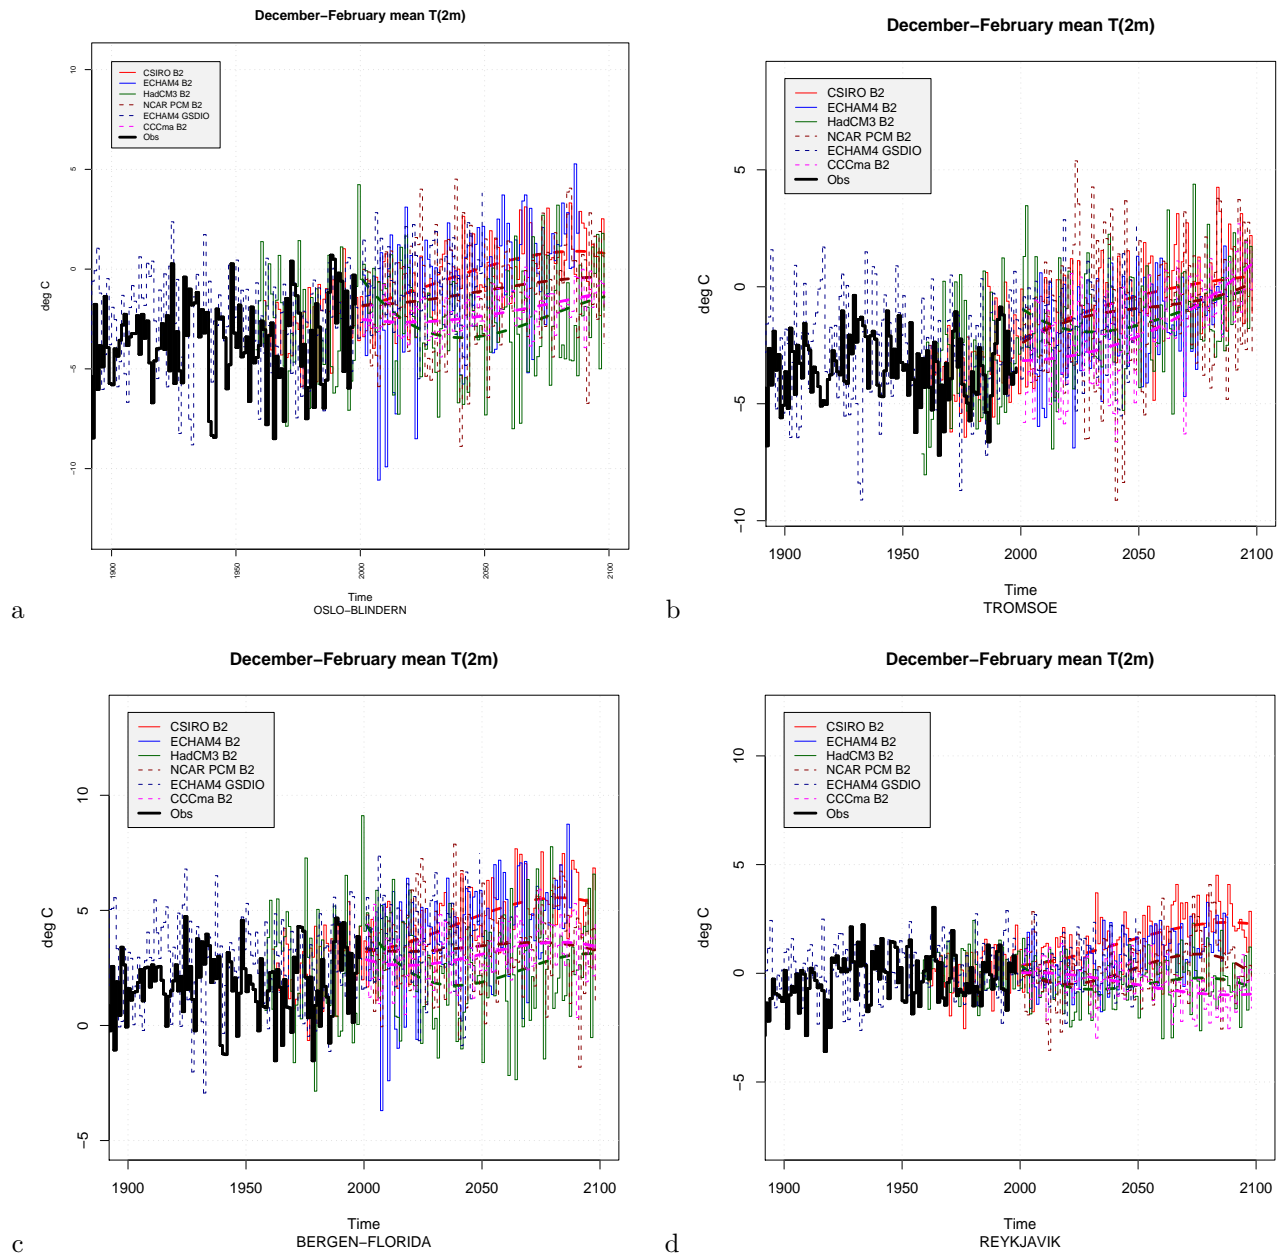 December−February mean T(2m)
10
5
0
−5
−10
deg C
CSIRO B2
ECHAM4 B2
HadCM3 B2
NCAR PCM B2
ECHAM4 GSDIO
CCCma B2
Obs
1900
1950
2000
2050
2100
Time
OSLO−BLINDERN
a
December−February mean T(2m)
5
0
−5
−10
deg C
CSIRO B2
ECHAM4 B2
HadCM3 B2
NCAR PCM B2
ECHAM4 GSDIO
CCCma B2
Obs
1900
1950
2000
2050
2100
Time
TROMSOE
b
December−February mean T(2m)
10
5
0
−5
deg C
CSIRO B2
ECHAM4 B2
HadCM3 B2
NCAR PCM B2
ECHAM4 GSDIO
CCCma B2
Obs
1900
1950
2000
2050
2100
Time
BERGEN−FLORIDA
c
December−February mean T(2m)
10
5
0
−5
deg C
CSIRO B2
ECHAM4 B2
HadCM3 B2
NCAR PCM B2
ECHAM4 GSDIO
CCCma B2
Obs
1900
1950
2000
2050
2100
Time
REYKJAVIK
d